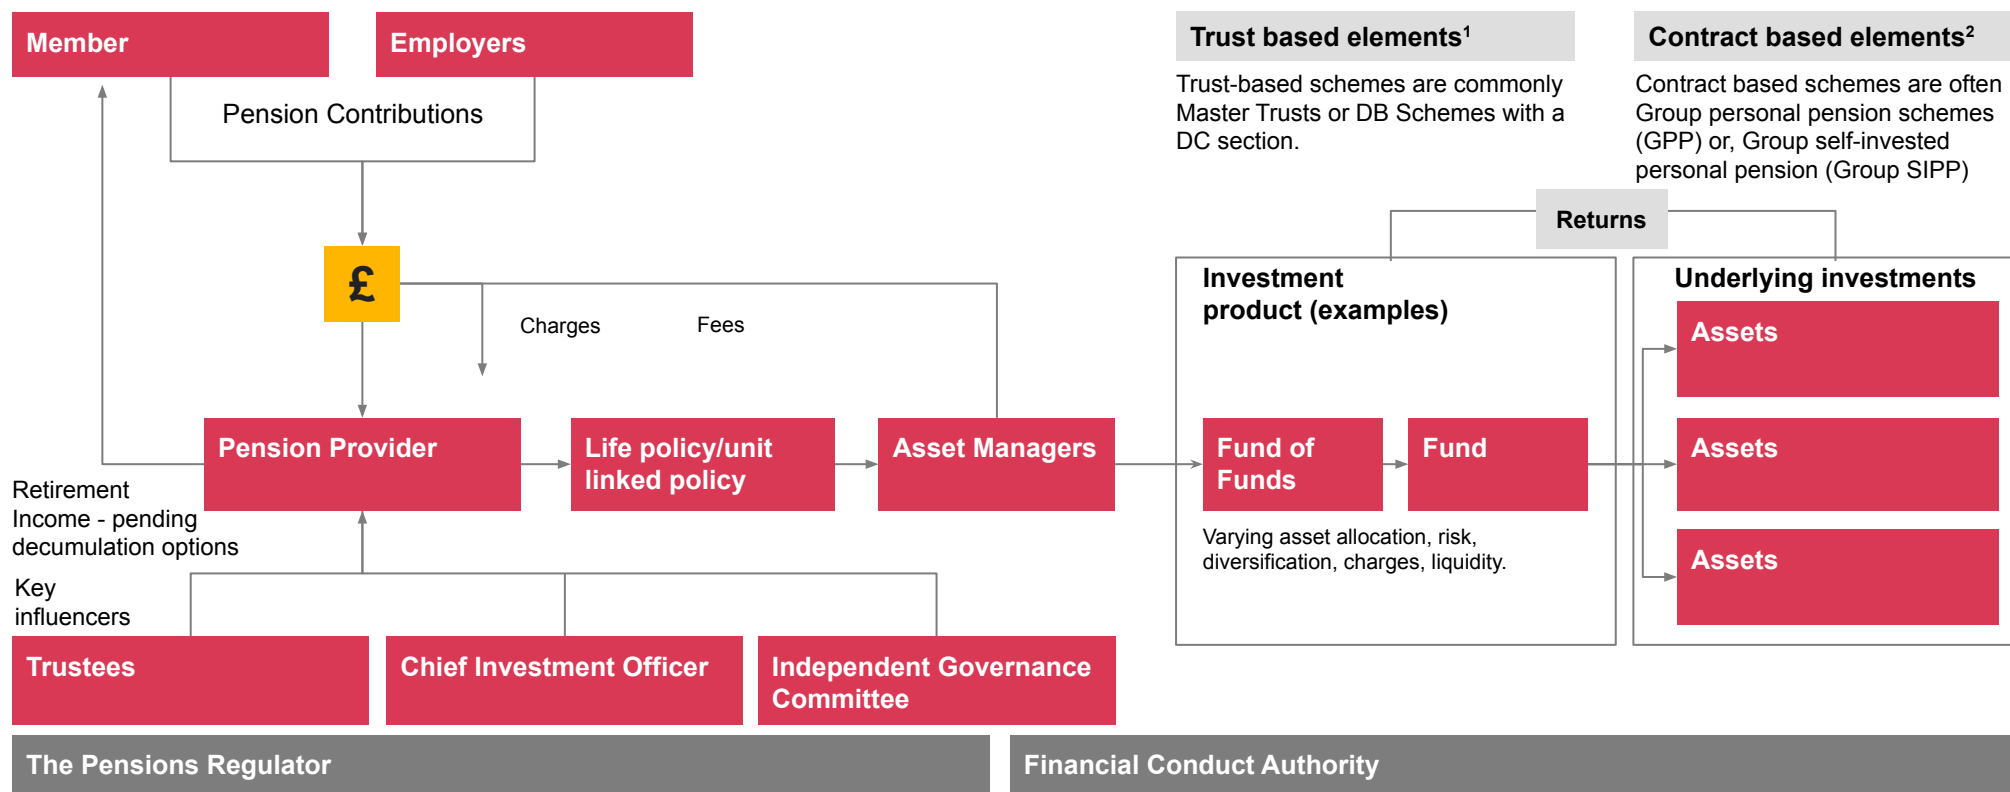 Member
Employers
Pension Contributions
£
Charges
Fees
Trust based elements¹
Trust-based schemes are commonly
Master Trusts or DB Schemes with a
DC section.
Contract based elements²
Contract based schemes are often
Group personal pension schemes
(GPP) or, Group self-invested
personal pension (Group SIPP)
Returns
Investment
product (examples)
Underlying investments
Assets
Pension Provider
Life policy/unit
linked policy
Asset Managers
Fund of
Funds
Fund
Assets
Varying asset allocation, risk,
diversification, charges, liquidity.
Assets
Retirement
Income - pending
decumulation options
Key
influencers
Trustees
Chief Investment Officer
Independent Governance
Committee
The Pensions Regulator
Financial Conduct Authority